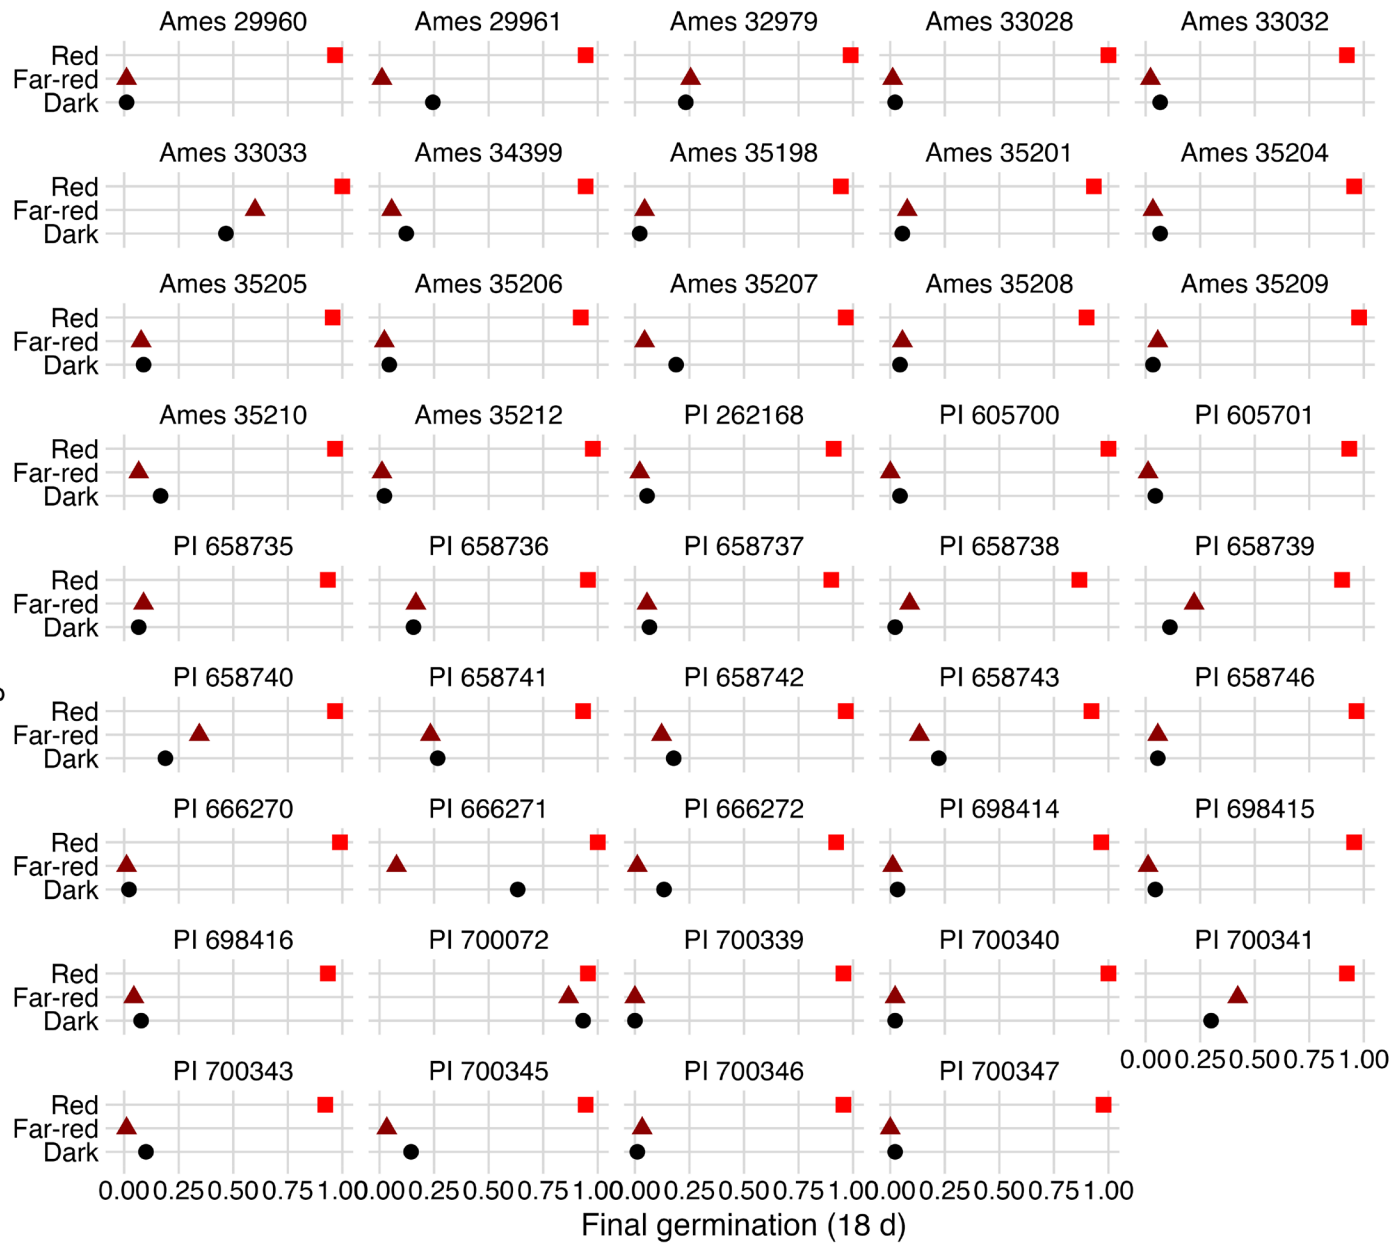 Ames 29960 Ames 29961 Ames 32979 Ames 33028 Ames 33032
Red
Far-red
Dark
Ames 33033 Ames 34399 Ames 35198 Ames 35201 Ames 35204
Red
Far-red
Dark
Ames 35205 Ames 35206 Ames 35207 Ames 35208 Ames 35209
Red
Far-red
Dark
Ames 35210 Ames 35212 PI 262168 PI 605700 PI 605701
Red
Far-red
Dark
PI 658735 PI 658736 PI 658737 PI 658738 PI 658739
Red
Far-red
Dark
PI 658740 PI 658741 PI 658742 PI 658743 PI 658746
Red
Far-red
Dark
PI 666270 PI 666271 PI 666272 PI 698414 PI 698415
Red
Far-red
Dark
PI 698416 PI 700072 PI 700339 PI 700340 PI 700341
Red
Far-red
Dark
0.00 0.25 0.50 0.75 1.00
PI 700343 PI 700345 PI 700346 PI 700347
Red
Far-red
Dark
0.00 0.25 0.50 0.75 1.00 0.00 0.25 0.50 0.75 1.00 0.00 0.25 0.50 0.75 1.00 0.00 0.25 0.50 0.75 1.00
Final germination (18 d)